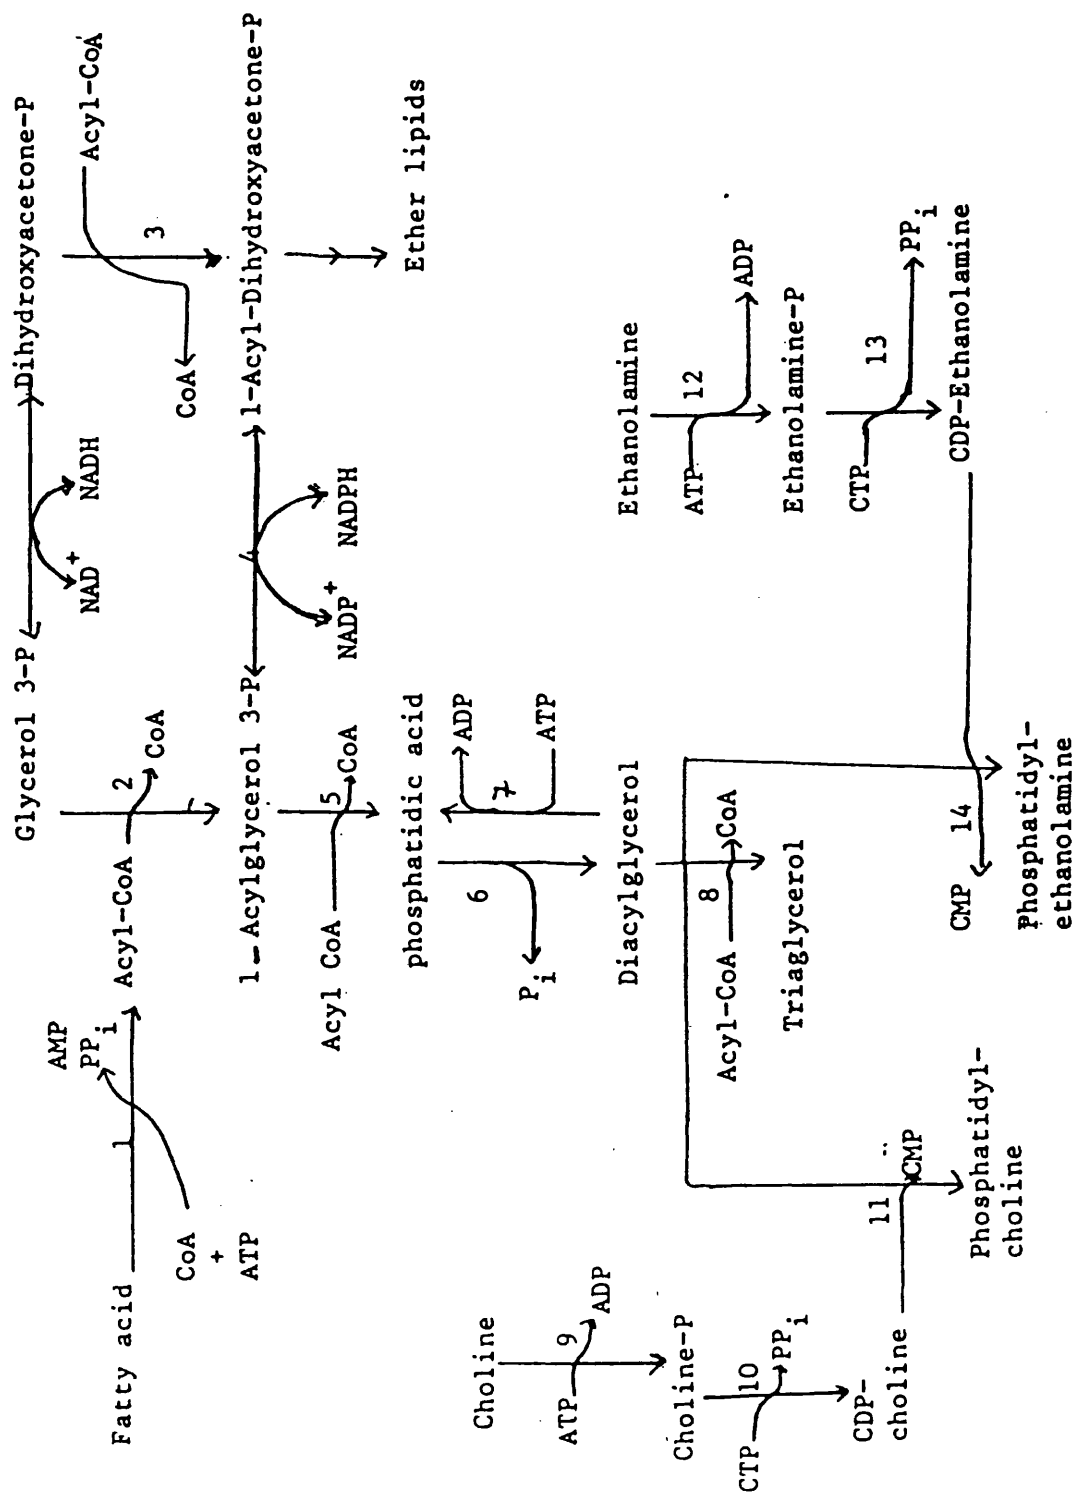 Glycerol 3-P
Dihydroxyacetone-P
NAD+
NADH
Fatty acid
1
AMP
PPi
CoA
+
ATP
Acyl-CoA
2
CoA
3
Acyl-CoA
CoA
1-Acylglycerol 3-P
4
NADP+
NADPH
1-Acyl-Dihydroxyacetone-P
Acyl CoA
5
CoA
Ether lipids
phosphatidic acid
6
Pi
7
ADP
ATP
Choline
ATP
9
ADP
Choline-P
CTP
10
PPi
CDP-
choline
Diacylglycerol
8
Acyl-CoA
CoA
Triaglycerol
11
CMP
Phosphatidyl-
choline
Ethanolamine
ATP
12
ADP
Ethanolamine-P
CTP
13
PPi
CDP-Ethanolamine
14
CMP
Phosphatidyl-
ethanolamine